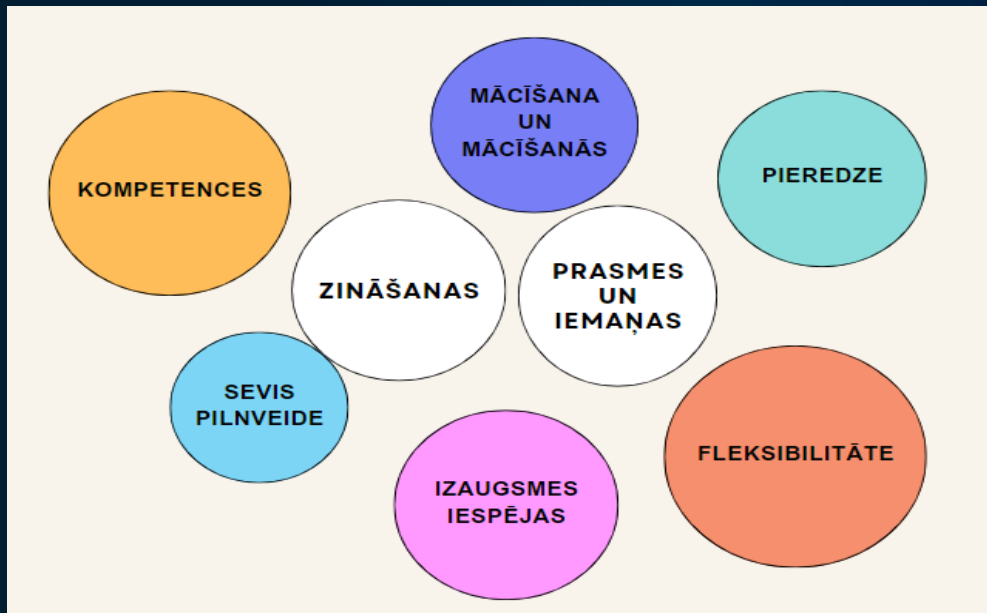 MĀCĪŠANA
UN
MĀCĪŠANĀS
KOMPETENCES
PIEREDZE
ZINĀŠANAS
PRASMES
UN
IEMAŅAS
SEVIS
PILNVEIDE
IZAUGSMES
IESPĒJAS
FLEKSIBILITĀTE